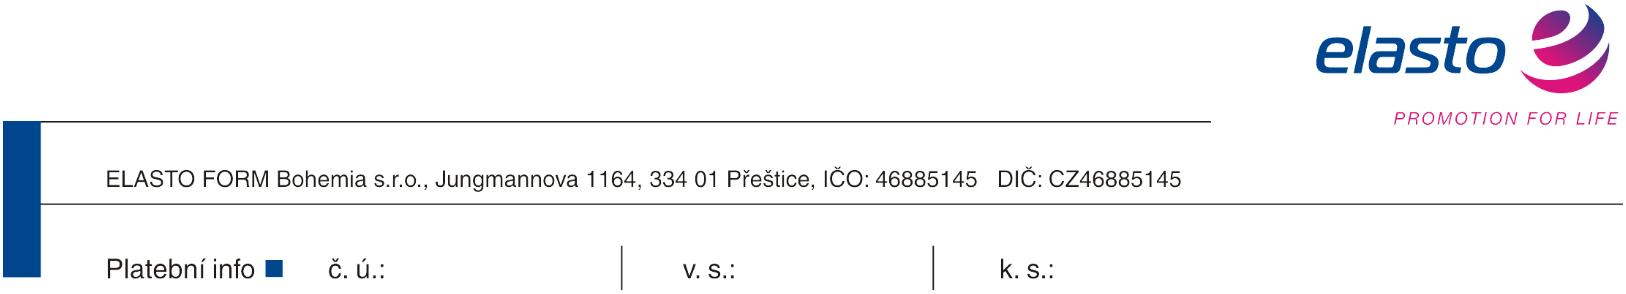 elasto
PROMOTION FOR LIFE
ELASTO FORM Bohemia s.r.o., Jungmannova 1164, 334 01 Přeštice, IČO: 46885145 DIČ: CZ46885145
Platební info č. ú.: v. s.: k. s.: